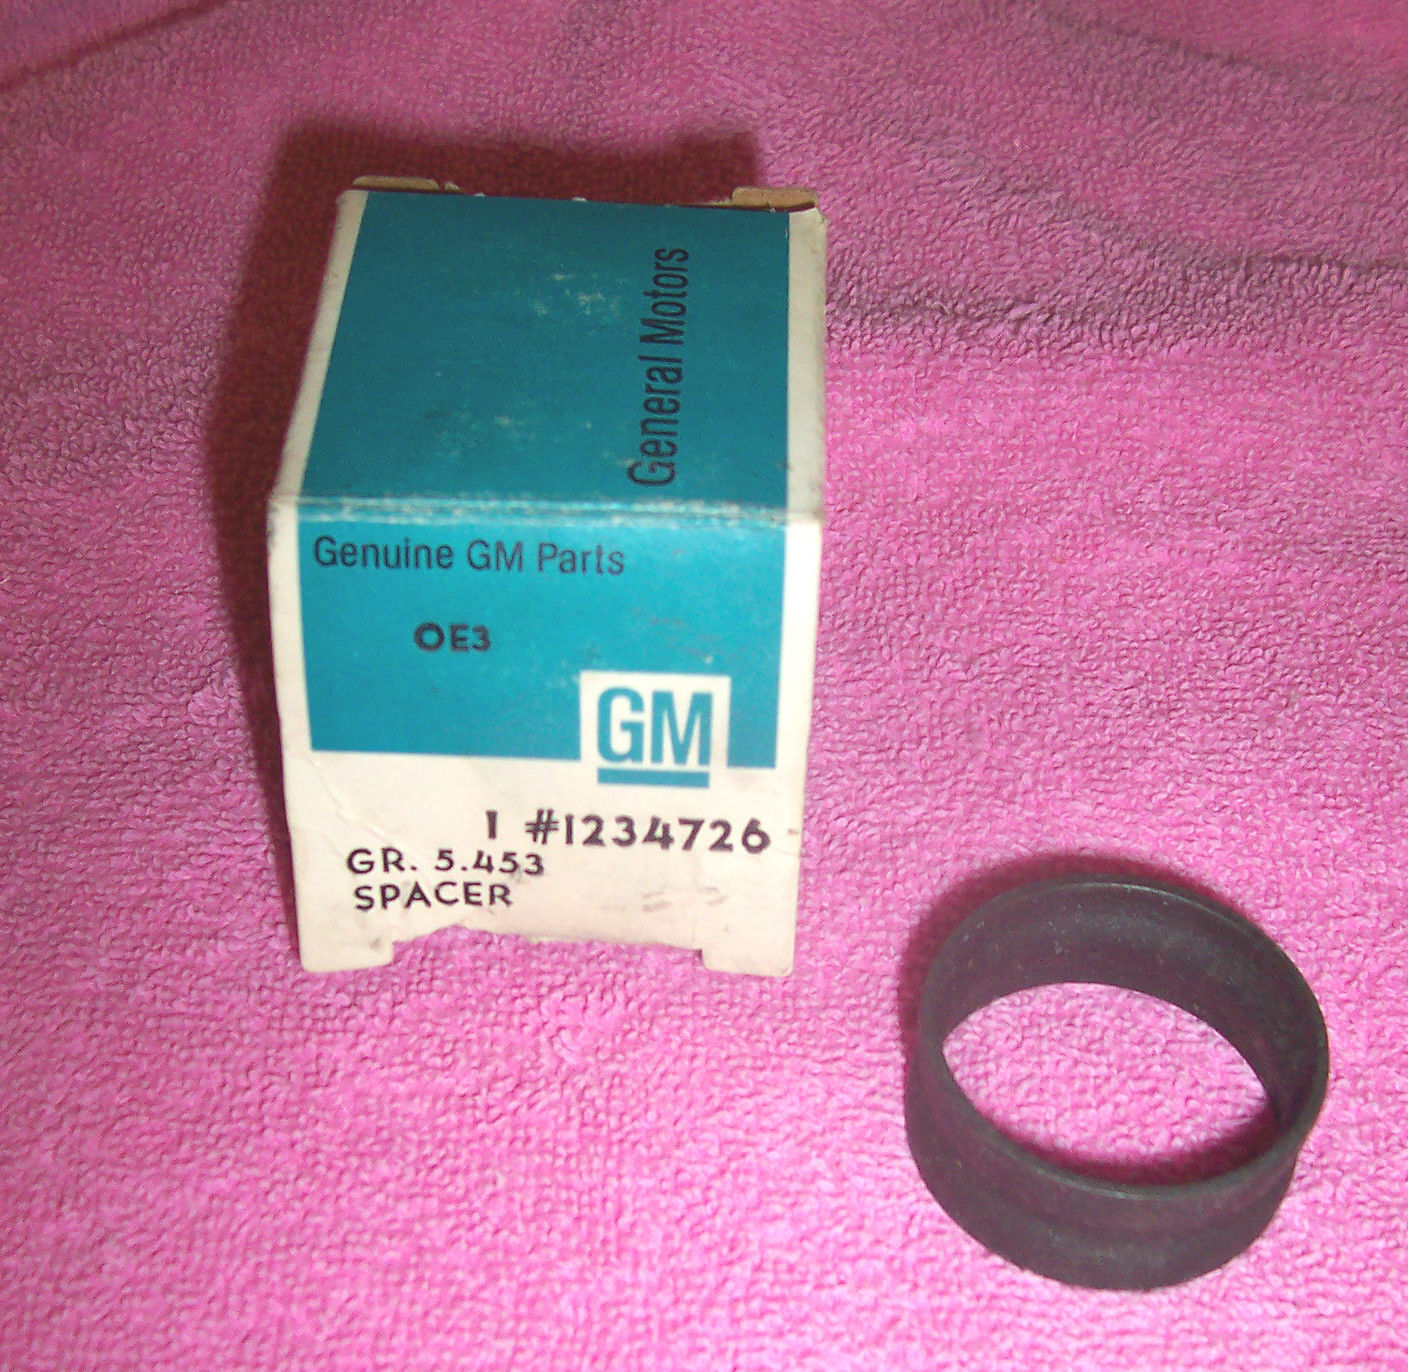 General Motors
Genuine GM Parts
OE3
GM
1 #1234726
GR. 5.453
SPACER